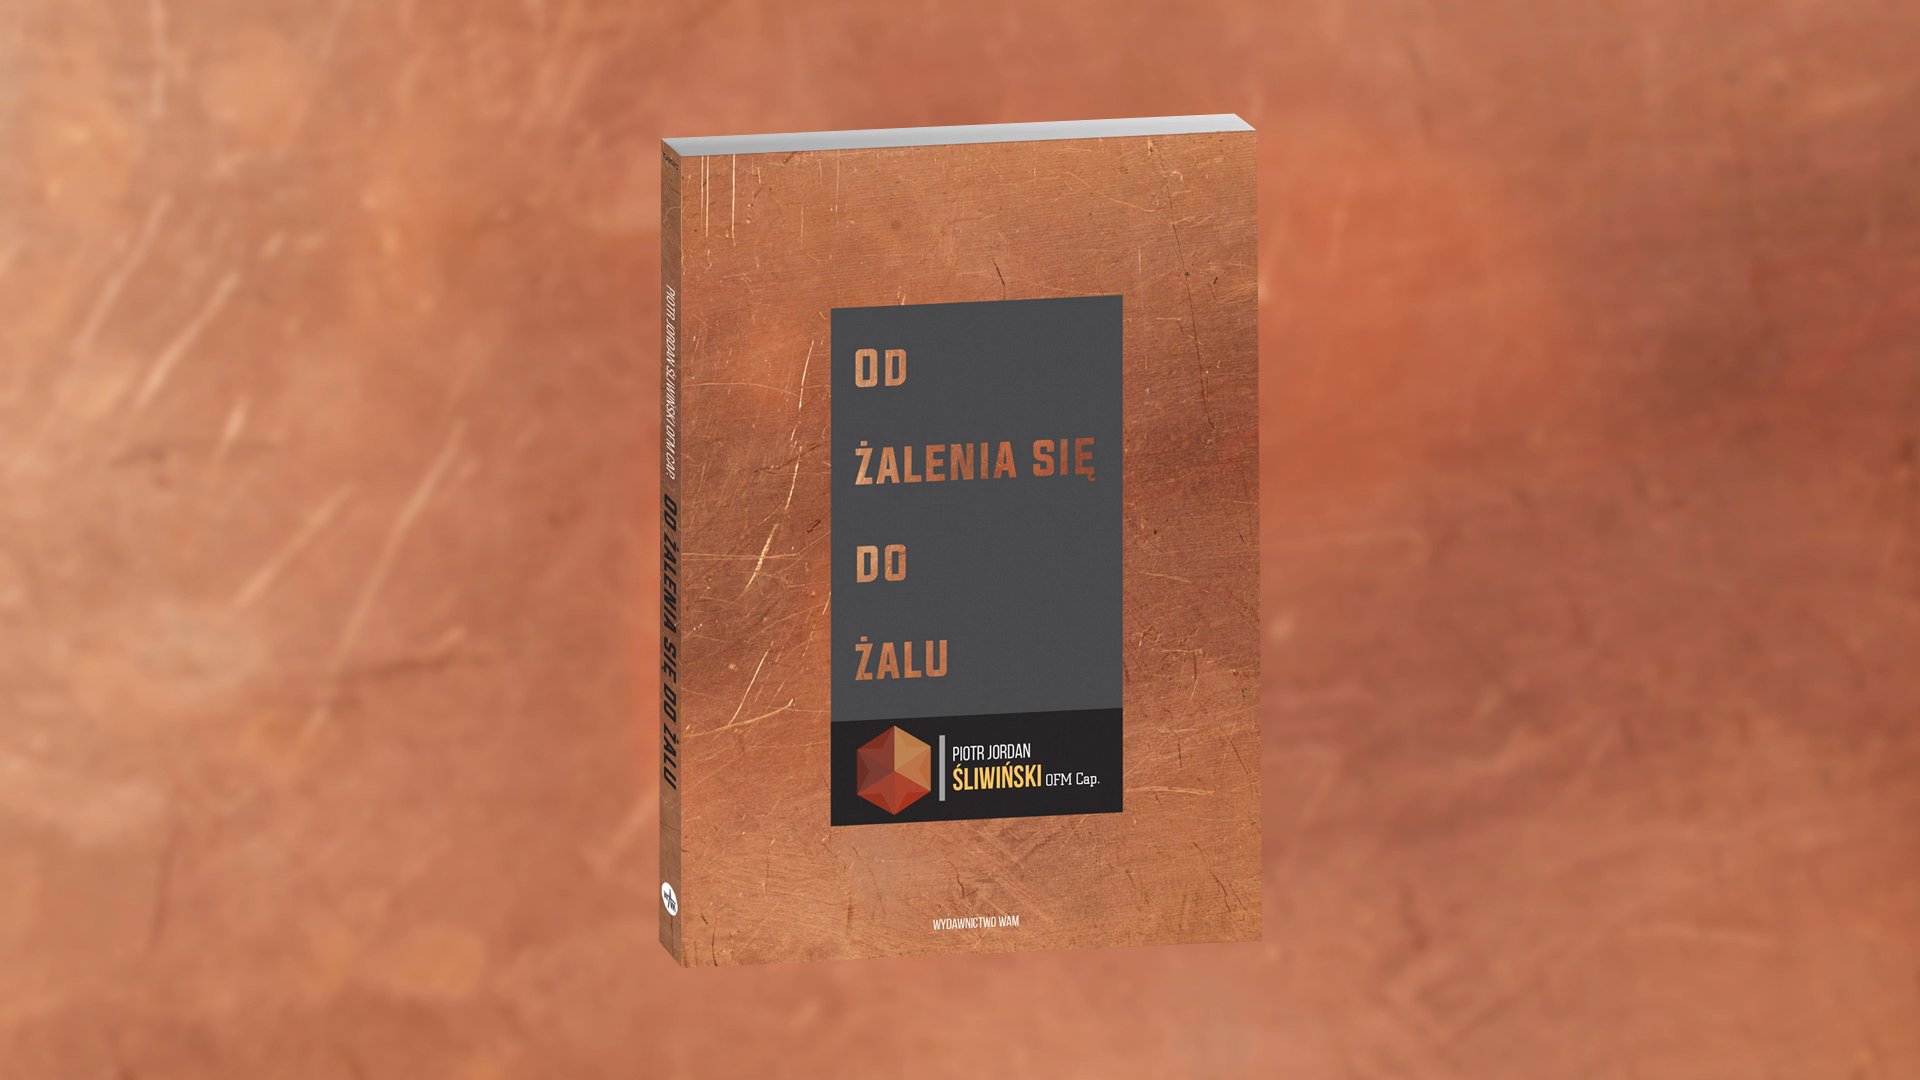 OD
ŻALENIA SIĘ
DO
ŻALU
PIOTR JORDAN
ŚLIWIŃSKI OFM Cap.
WYDAWNICTWO WAM
PIOTR JORDAN ŚLIWIŃSKI OFM CAP. OD ŻALENIA SIĘ DO ŻALU